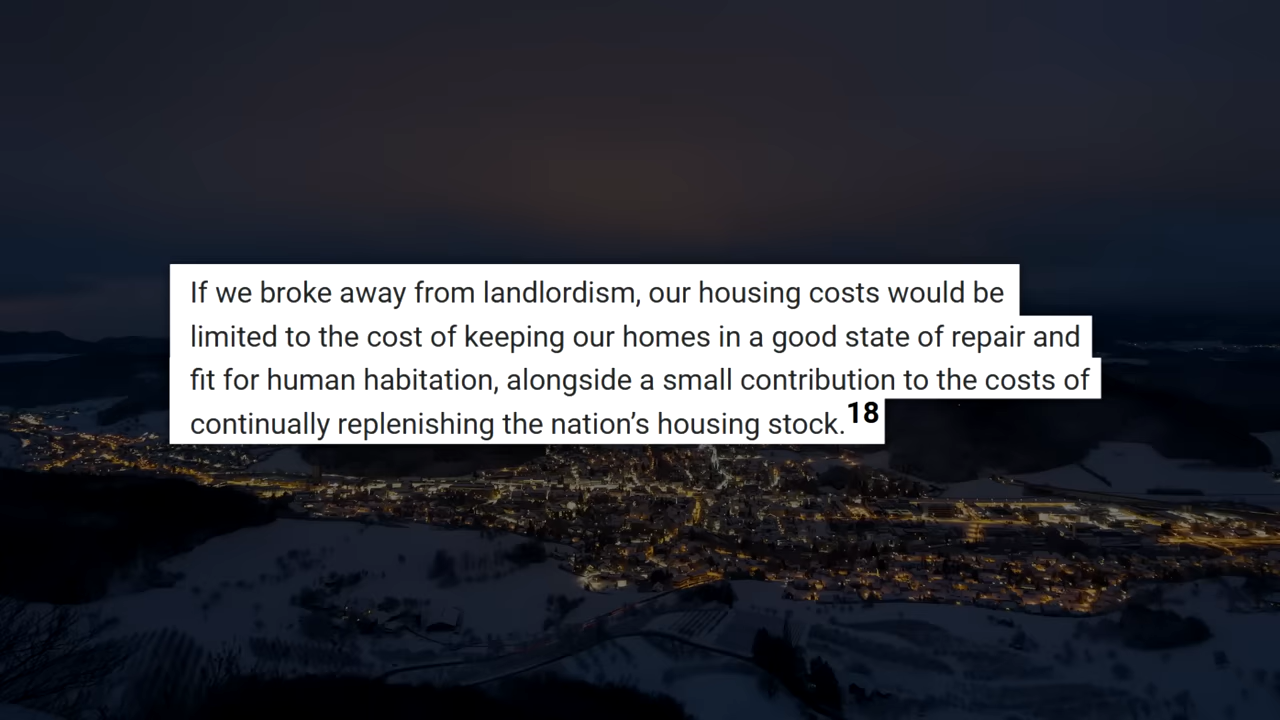 If we broke away from landlordism, our housing costs would be
limited to the cost of keeping our homes in a good state of repair and
fit for human habitation, alongside a small contribution to the costs of
continually replenishing the nation’s housing stock.18